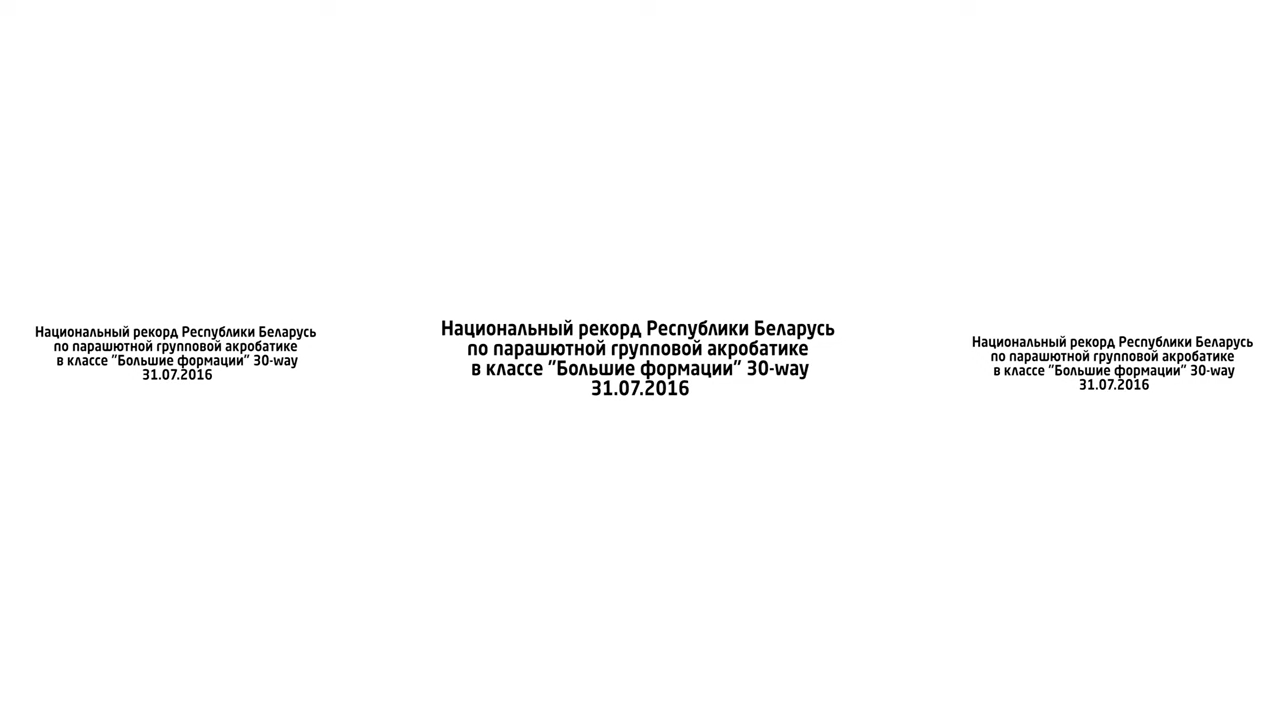 Национальный рекорд Республики Беларусь
по парашютной групповой акробатике
в классе "Большие формации" 30-way
31.07.2016
Национальный рекорд Республики Беларусь
по парашютной групповой акробатике
в классе "Большие формации" 30-way
31.07.2016
Национальный рекорд Республики Беларусь
по парашютной групповой акробатике
в классе "Большие формации" 30-way
31.07.2016